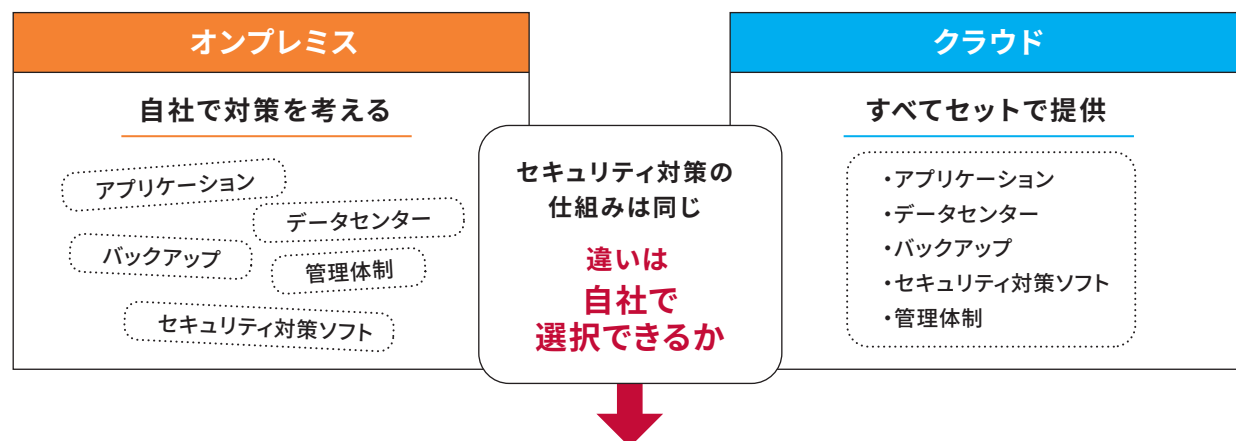 オンプレミス
自社で対策を考える
アプリケーション
データセンター
バックアップ
管理体制
セキュリティ対策ソフト
セキュリティ対策の
仕組みは同じ
違いは
自社で
選択できるか
クラウド
すべてセットで提供
・アプリケーション
・データセンター
・バックアップ
・セキュリティ対策ソフト
・管理体制